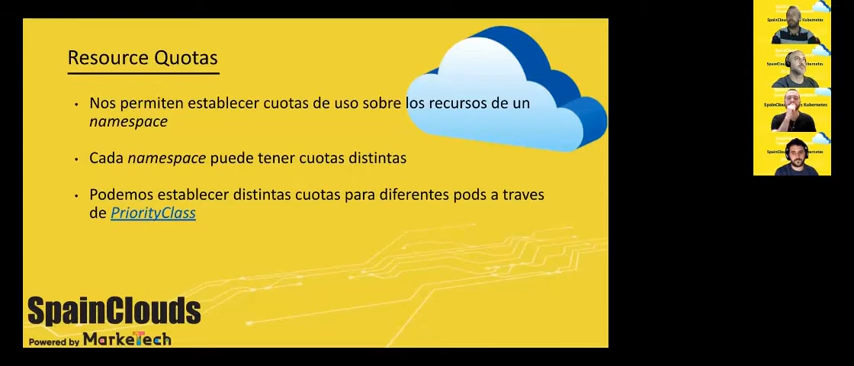 Resource Quotas
• Nos permiten establecer cuotas de uso sobre los recursos de un
namespace
• Cada namespace puede tener cuotas distintas
• Podemos establecer distintas cuotas para diferentes pods a traves
de PriorityClass
SpainClouds
Powered by MarkeTech